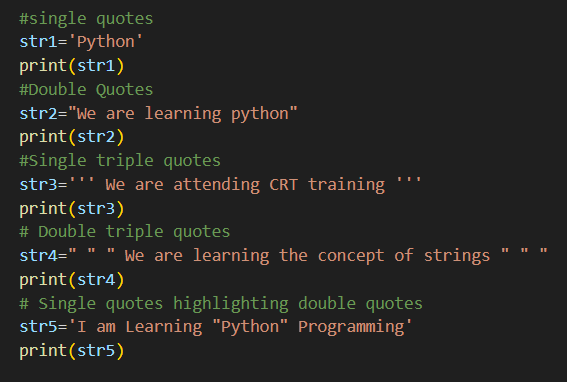 #single quotes
str1='Python'
print(str1)
#Double Quotes
str2="We are learning python"
print(str2)
#Single triple quotes
str3=''' We are attending CRT training '''
print(str3)
# Double triple quotes
str4=" " " We are learning the concept of strings " " "
print(str4)
# Single quotes highlighting double quotes
str5='I am Learning "Python" Programming'
print(str5)